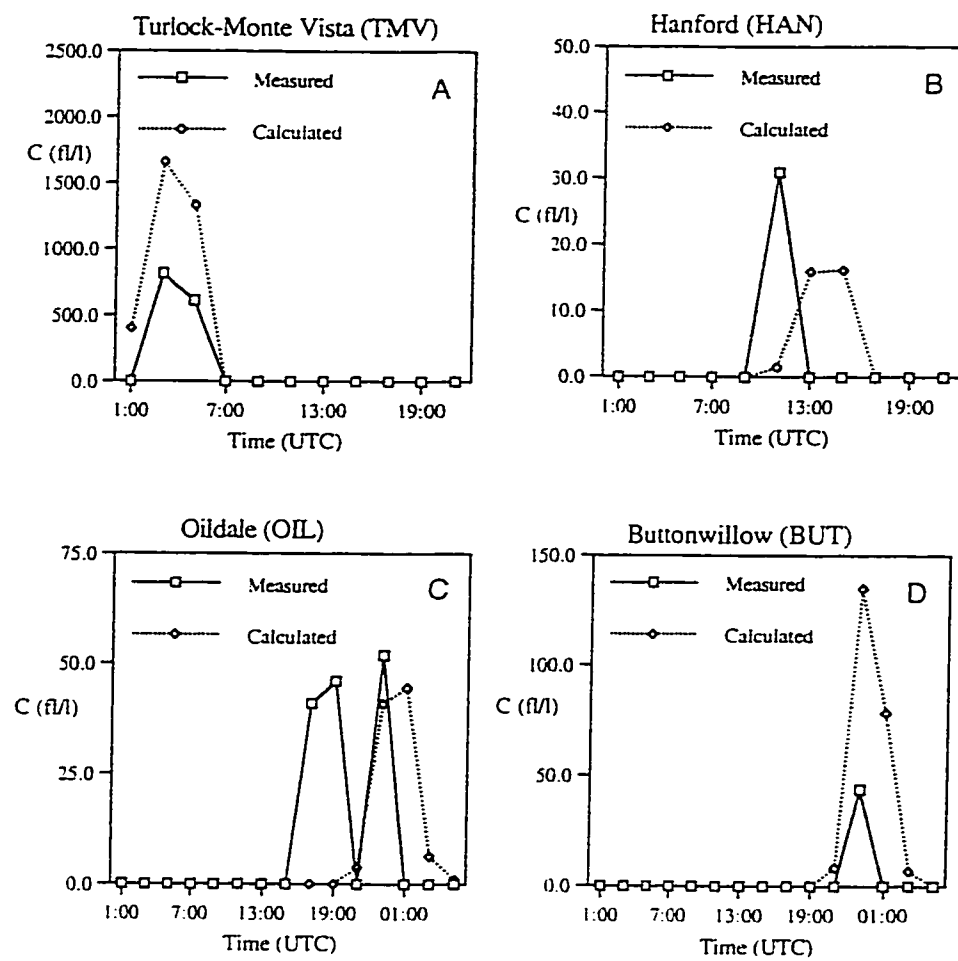 Turlock-Monte Vista (TMV)
2500.0
2000.0
C (fl/l)
1500.0
1000.0
500.0
0.0
Measured
Calculated
A
1:00 7:00 13:00 19:00
Time (UTC)
Hanford (HAN)
50.0
40.0
30.0
C (fl/l)
20.0
10.0
0.0
Measured
Calculated
B
1:00 7:00 13:00 19:00
Time (UTC)
Oildale (OIL)
75.0
50.0
C (fl/l)
25.0
0.0
Measured
Calculated
C
1:00 7:00 13:00 19:00 01:00
Time (UTC)
Buttonwillow (BUT)
150.0
100.0
C (fl/l)
50.0
0.0
Measured
Calculated
D
1:00 7:00 13:00 19:00 01:00
Time (UTC)